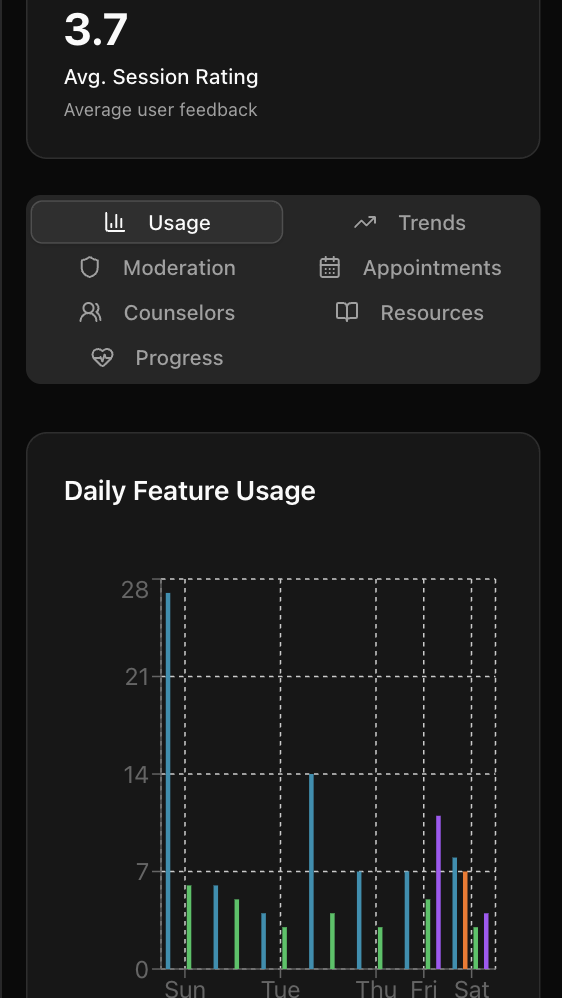 3.7
Avg. Session Rating
Average user feedback
Usage Trends
Moderation Appointments
Counselors Resources
Progress
Daily Feature Usage
28
21
14
7
0
Sun Tue Thu Fri Sat